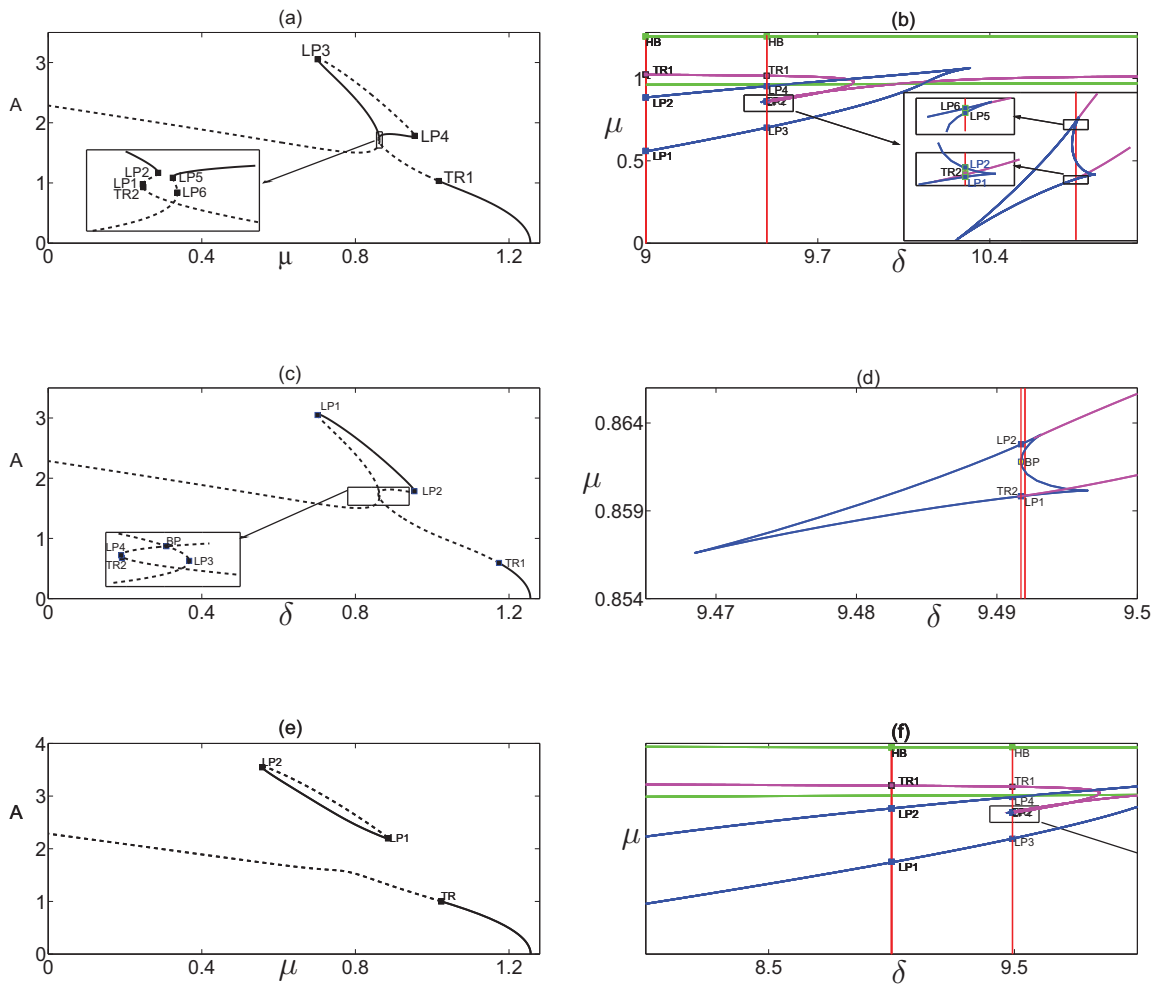 (a)
A
3
2
1
0
0
0.4
μ
0.8
1.2
LP3
LP4
TR1
LP2
LP1
TR2
LP5
LP6
(b)
μ
1
0.5
0
9
9.7
δ
10.4
HB
HB
TR1
TR1
LP2
LP4
LP1
LP3
LP6
LP5
LP2
TR2
LP1
(c)
A
3
2
1
0
0
0.4
δ
0.8
1.2
LP1
LP2
TR1
LP4
BP
TR2
LP3
(d)
μ
0.864
0.859
0.854
9.47
9.48
9.49
9.5
δ
LP2
BP
TR2
LP1
(e)
A
4
3
2
1
0
0
0.4
μ
0.8
1.2
LP2
LP1
TR
(f)
μ
8.5
δ
9.5
HB
HB
TR1
TR1
LP2
LP4
LP1
LP3